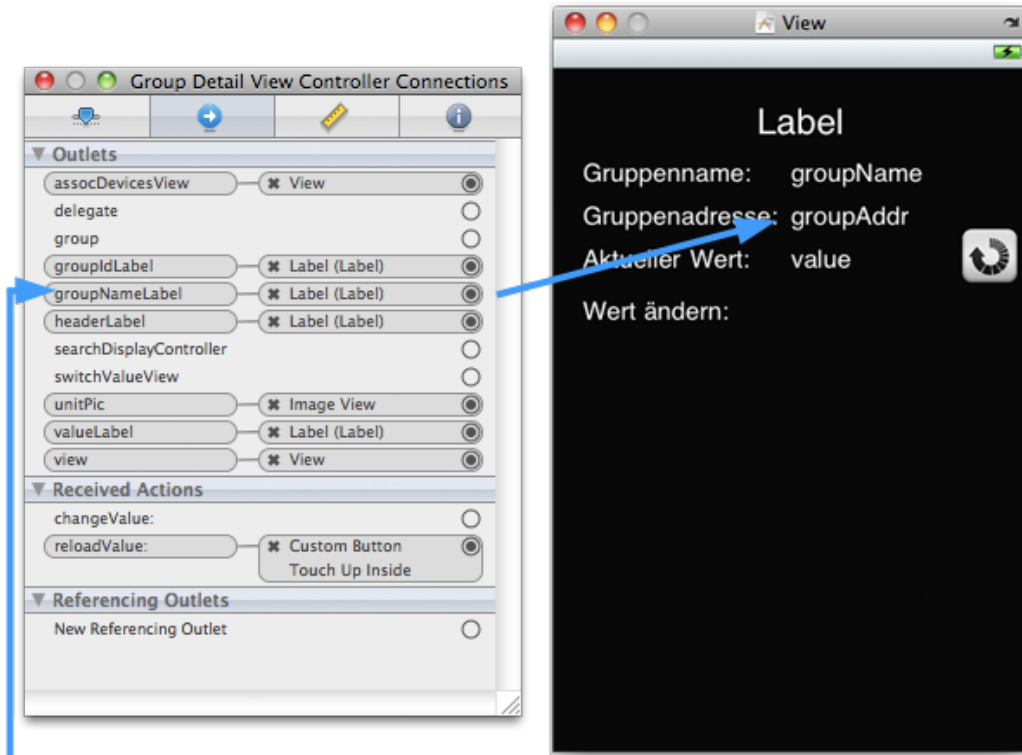 Group Detail View Controller Connections
Outlets
assocDevicesView View
delegate
group
groupIdLabel Label (Label)
groupNameLabel Label (Label)
headerLabel Label (Label)
searchDisplayController
switchValueView
unitPic Image View
valueLabel Label (Label)
view View
Received Actions
changeValue:
reloadValue: Custom Button
Touch Up Inside
Referencing Outlets
New Referencing Outlet
View
Label
Gruppenname: groupName
Gruppenadresse: groupAddr
Aktueller Wert: value
Wert ändern: